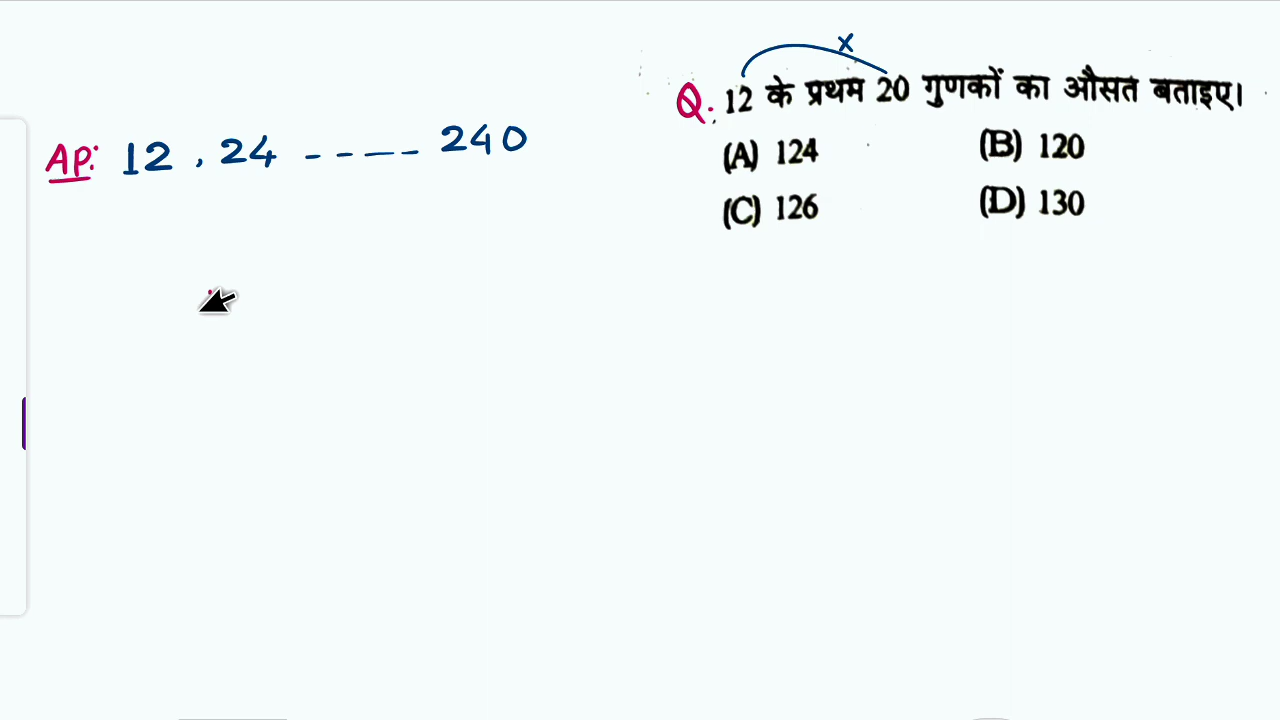 x
Q. 12 के प्रथम 20 गुणकों का औसत बताइए।
(A) 124 (B) 120
(C) 126 (D) 130
AP: 12 , 24 ----- 240